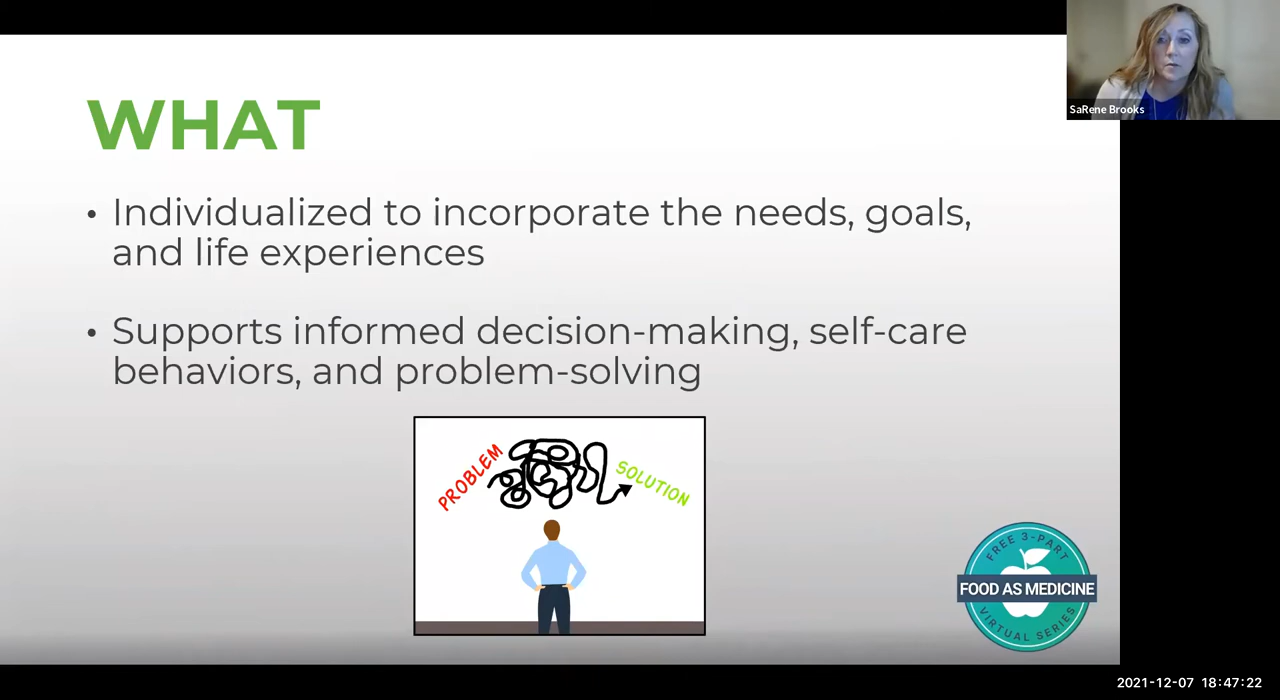 SaRene Brooks
WHAT
• Individualized to incorporate the needs, goals,
and life experiences
• Supports informed decision-making, self-care
behaviors, and problem-solving
PROBLEM
SOLUTION
FREE 3-PART
FOOD AS MEDICINE
VIRTUAL SERIES
2021-12-07 18:47:22